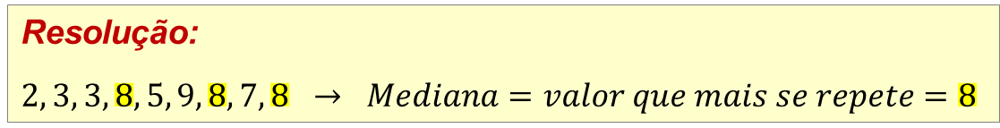 Resolução:
2, 3, 3, 8, 5, 9, 8, 7, 8 → Mediana = valor que mais se repete = 8